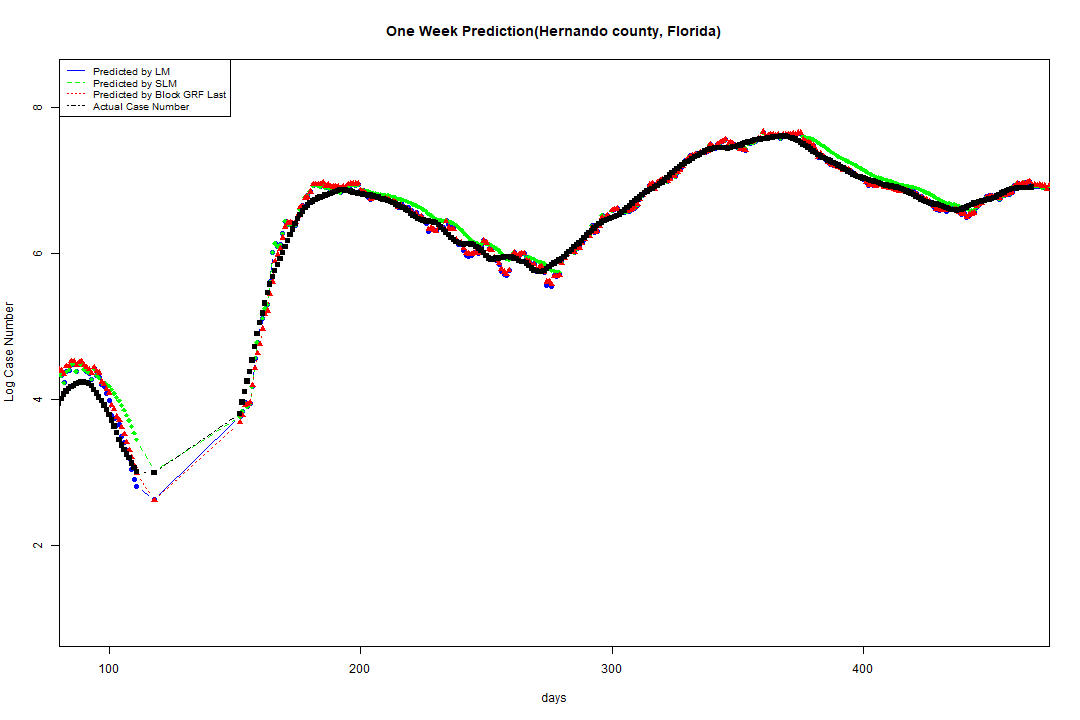 One Week Prediction(Hernando county, Florida)
Predicted by LM
Predicted by SLM
Predicted by Block GRF Last
Actual Case Number
8
6
4
2
Log Case Number
100 200 300 400
days